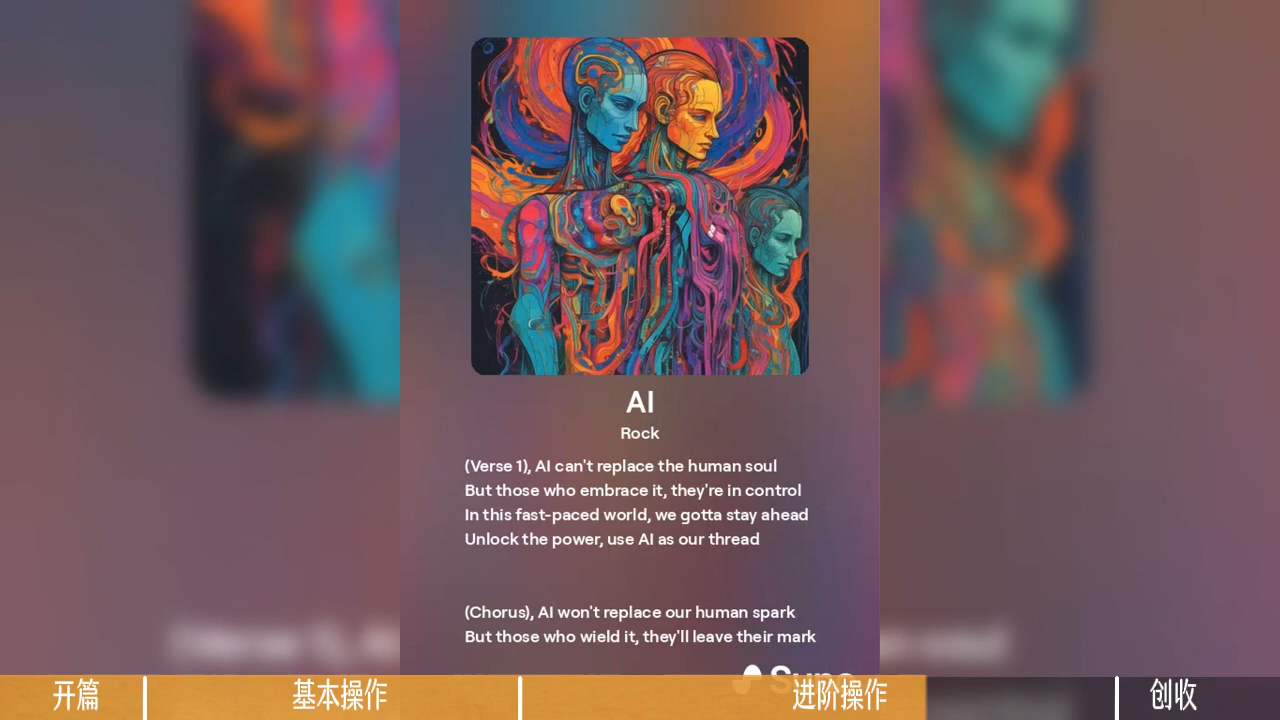 AI
Rock
(Verse 1), AI can't replace the human soul
But those who embrace it, they're in control
In this fast-paced world, we gotta stay ahead
Unlock the power, use AI as our thread
(Chorus), AI won't replace our human spark
But those who wield it, they'll leave their mark
Suno
开篇 基本操作 进阶操作 创收